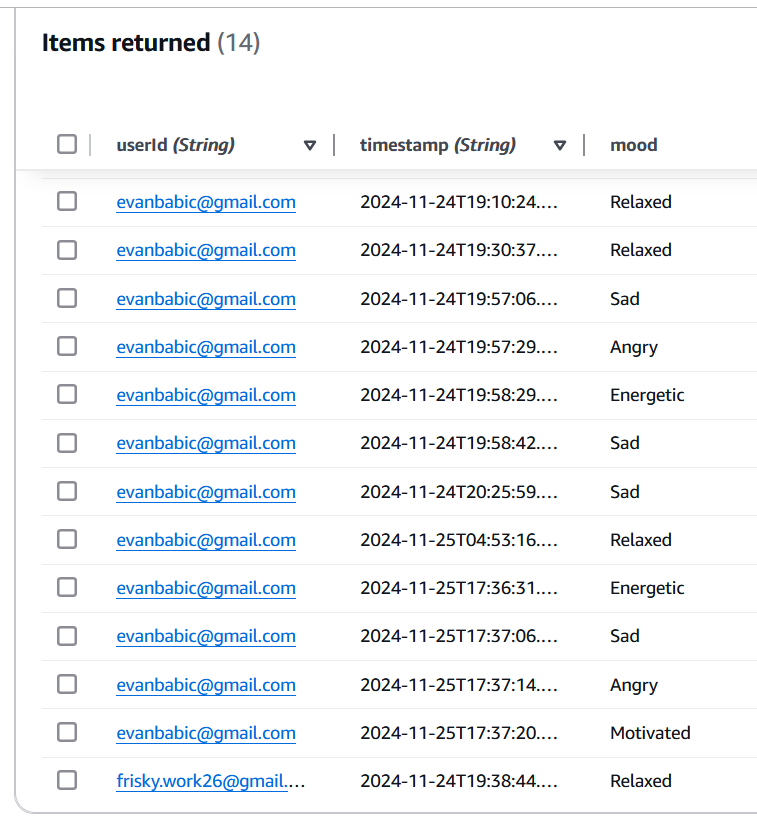 Items returned (14)
userId (String) timestamp (String) mood
evanbabic@gmail.com 2024-11-24T19:10:24.... Relaxed
evanbabic@gmail.com 2024-11-24T19:30:37.... Relaxed
evanbabic@gmail.com 2024-11-24T19:57:06.... Sad
evanbabic@gmail.com 2024-11-24T19:57:29.... Angry
evanbabic@gmail.com 2024-11-24T19:58:29.... Energetic
evanbabic@gmail.com 2024-11-24T19:58:42.... Sad
evanbabic@gmail.com 2024-11-24T20:25:59.... Sad
evanbabic@gmail.com 2024-11-25T04:53:16.... Relaxed
evanbabic@gmail.com 2024-11-25T17:36:31.... Energetic
evanbabic@gmail.com 2024-11-25T17:37:06.... Sad
evanbabic@gmail.com 2024-11-25T17:37:14.... Angry
evanbabic@gmail.com 2024-11-25T17:37:20.... Motivated
frisky.work26@gmail.... 2024-11-24T19:38:44.... Relaxed